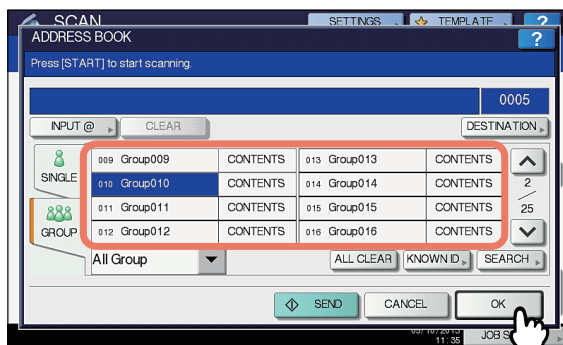 SCAN SETTINGS TEMPLATE ?
ADDRESS BOOK ?
Press [START] to start scanning.
0005
INPUT @ CLEAR DESTINATION
SINGLE
GROUP
009 Group009 CONTENTS 013 Group013 CONTENTS
010 Group010 CONTENTS 014 Group014 CONTENTS
011 Group011 CONTENTS 015 Group015 CONTENTS
012 Group012 CONTENTS 016 Group016 CONTENTS
2
25
All Group ALL CLEAR KNOWN ID SEARCH
SEND CANCEL OK
11:35 JOB S